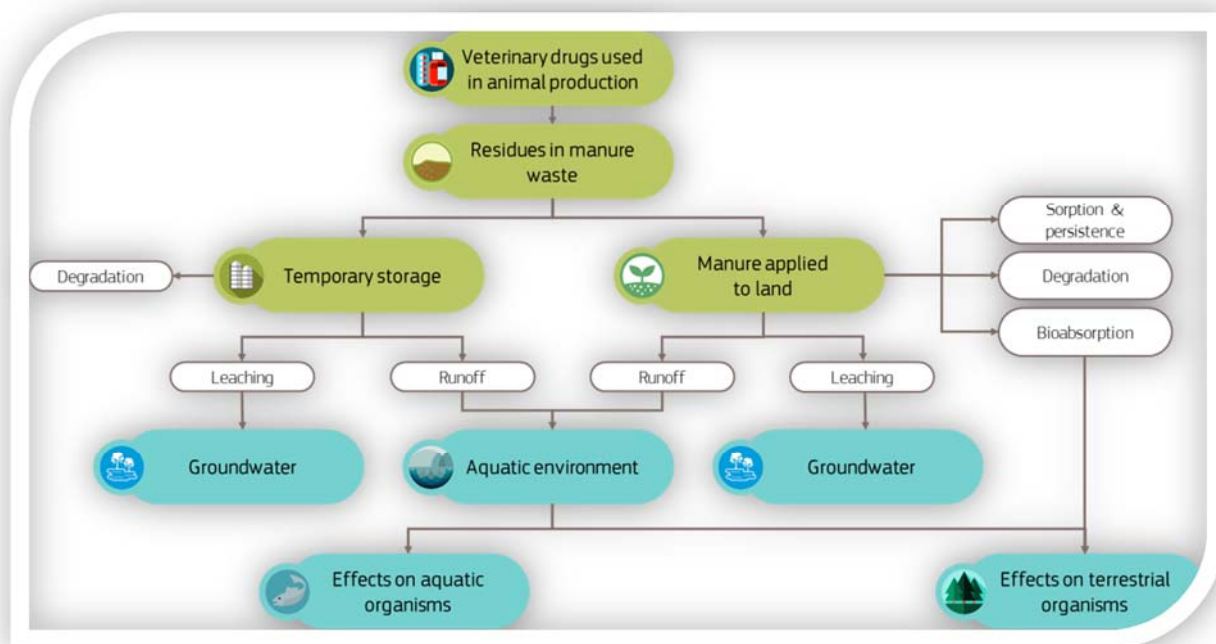 Veterinary drugs used
in animal production
Residues in manure
waste
Sorption &
persistence
Degradation
Temporary storage
Manure applied
to land
Degradation
Bioabsorption
Leaching
Runoff
Runoff
Leaching
Groundwater
Aquatic environment
Groundwater
Effects on aquatic
organisms
Effects on terrestrial
organisms